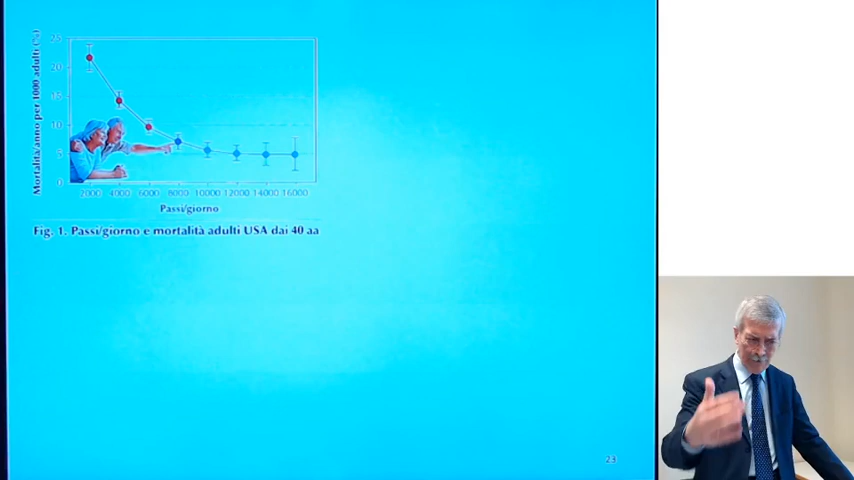 Mortalità/anno per 1000 adulti (%)
25
20
15
10
5
0
2000 4000 6000 8000 10000 12000 14000 16000
Passi/giorno
Fig. 1. Passi/giorno e mortalità adulti USA dai 40 aa
23